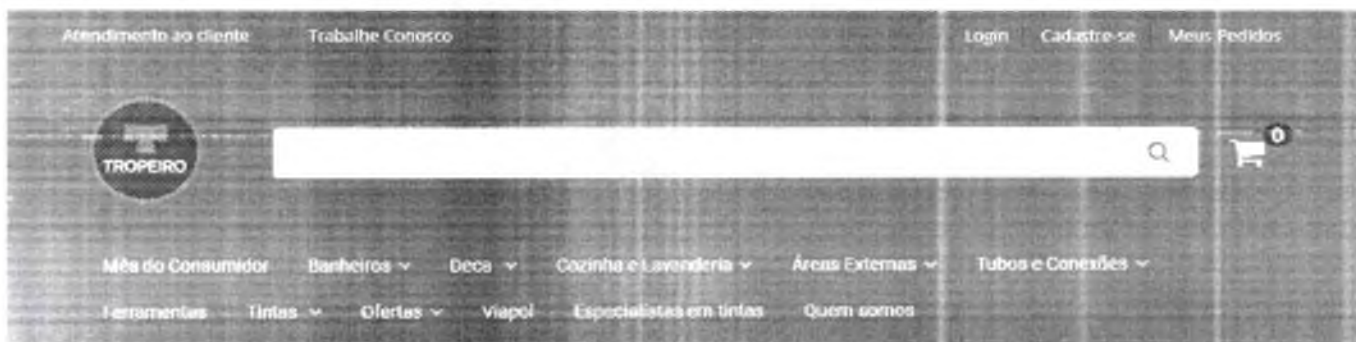 Atendimento ao cliente Trabalhe Conosco Login Cadastre-se Meus Pedidos
0
TROPEIRO
Mês do Consumidor Banheiros Deca Cozinha e Lavanderia Áreas Externas Tubos e Conexões
Ferramentas Tintas Ofertas Viapol Especialistas em tintas Quem somos